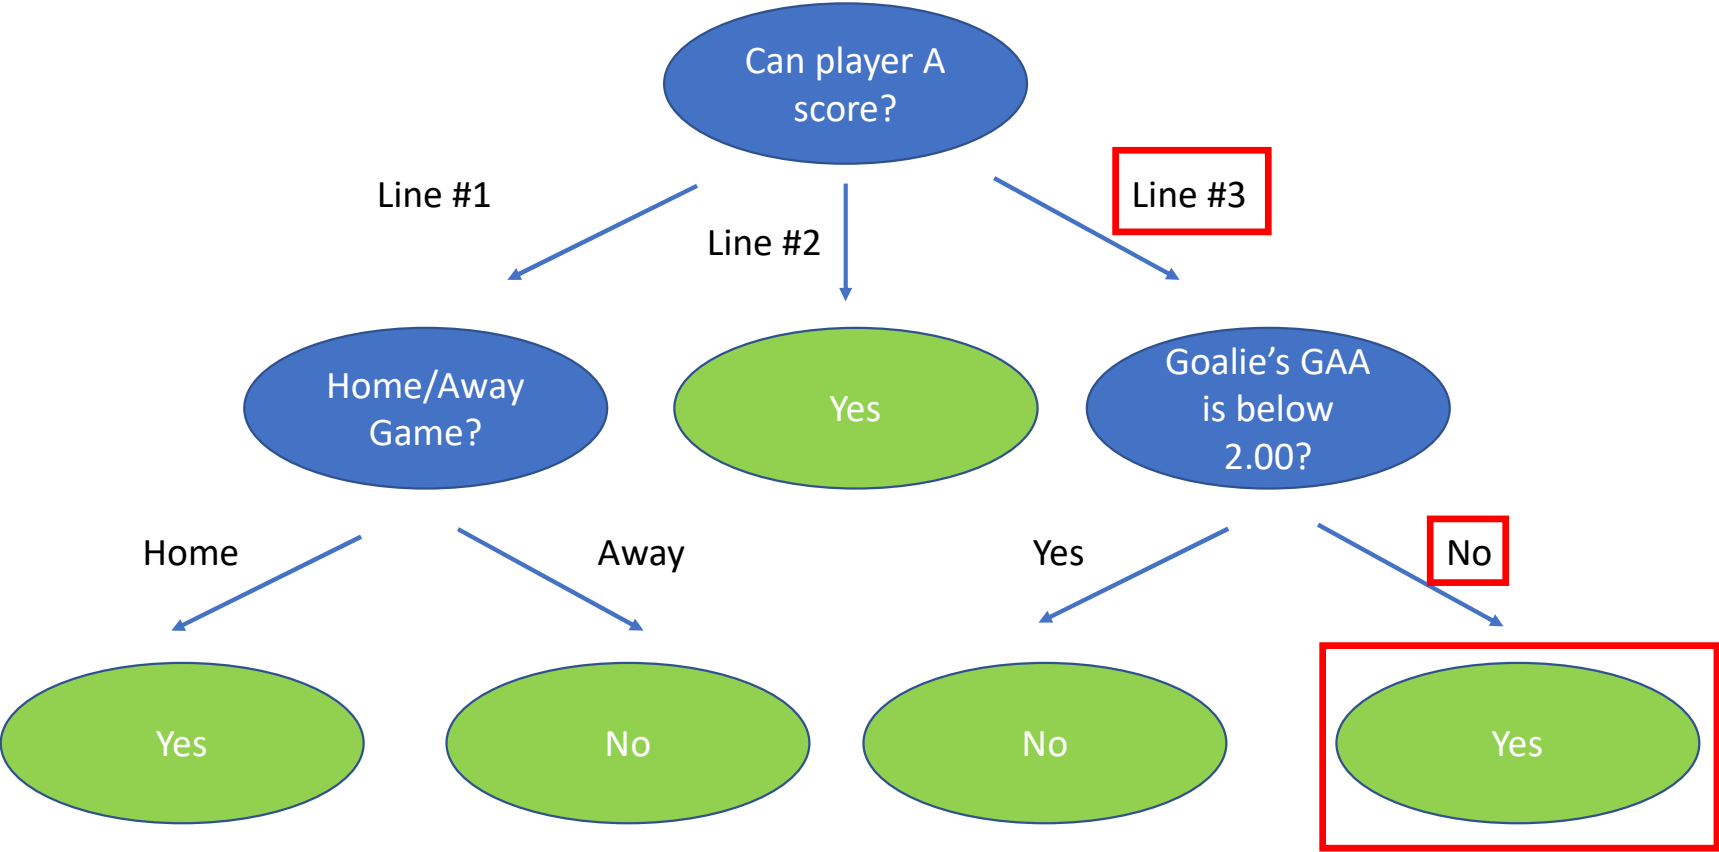 Can player A
score?
Line #1
Line #2
Line #3
Home/Away
Game?
Yes
Goalie’s GAA
is below
2.00?
Home
Away
Yes
No
Yes
No
No
Yes